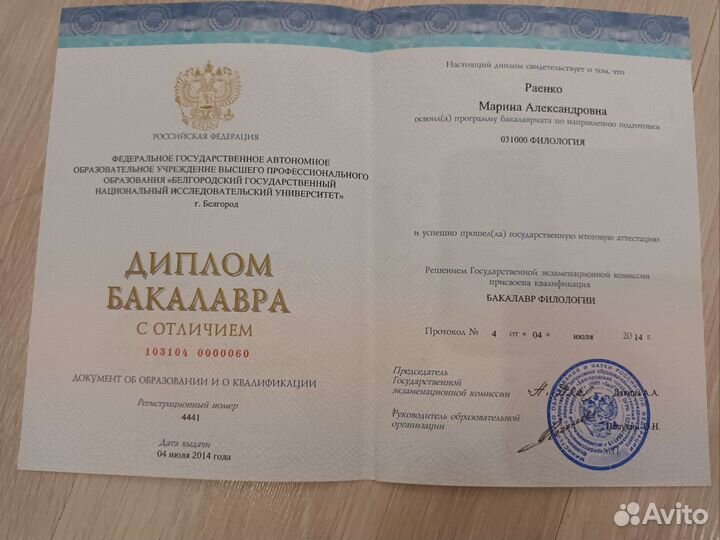 РОССИЙСКАЯ ФЕДЕРАЦИЯ
ФЕДЕРАЛЬНОЕ ГОСУДАРСТВЕННОЕ АВТОНОМНОЕ
ОБРАЗОВАТЕЛЬНОЕ УЧРЕЖДЕНИЕ ВЫСШЕГО ПРОФЕССИОНАЛЬНОГО
ОБРАЗОВАНИЯ «БЕЛГОРОДСКИЙ ГОСУДАРСТВЕННЫЙ
НАЦИОНАЛЬНЫЙ ИССЛЕДОВАТЕЛЬСКИЙ УНИВЕРСИТЕТ»
г. Белгород
ДИПЛОМ
БАКАЛАВРА
С ОТЛИЧИЕМ
103104 0000060
ДОКУМЕНТ ОБ ОБРАЗОВАНИИ И О КВАЛИФИКАЦИИ
Регистрационный номер
4441
Дата выдачи
04 июля 2014 года
Настоящий диплом свидетельствует о том, что
Раенко
Марина Александровна
освоил(а) программу бакалавриата по направлению подготовки
031000 ФИЛОЛОГИЯ
и успешно прошел(ла) государственную итоговую аттестацию
Решением Государственной экзаменационной комиссии
присвоена квалификация
БАКАЛАВР ФИЛОЛОГИИ
Протокол № 4 от « 04 » июля 2014 г.
Председатель
Государственной
экзаменационной комиссии
А.А.
Руководитель образовательной
организации
О.Н.
Avito